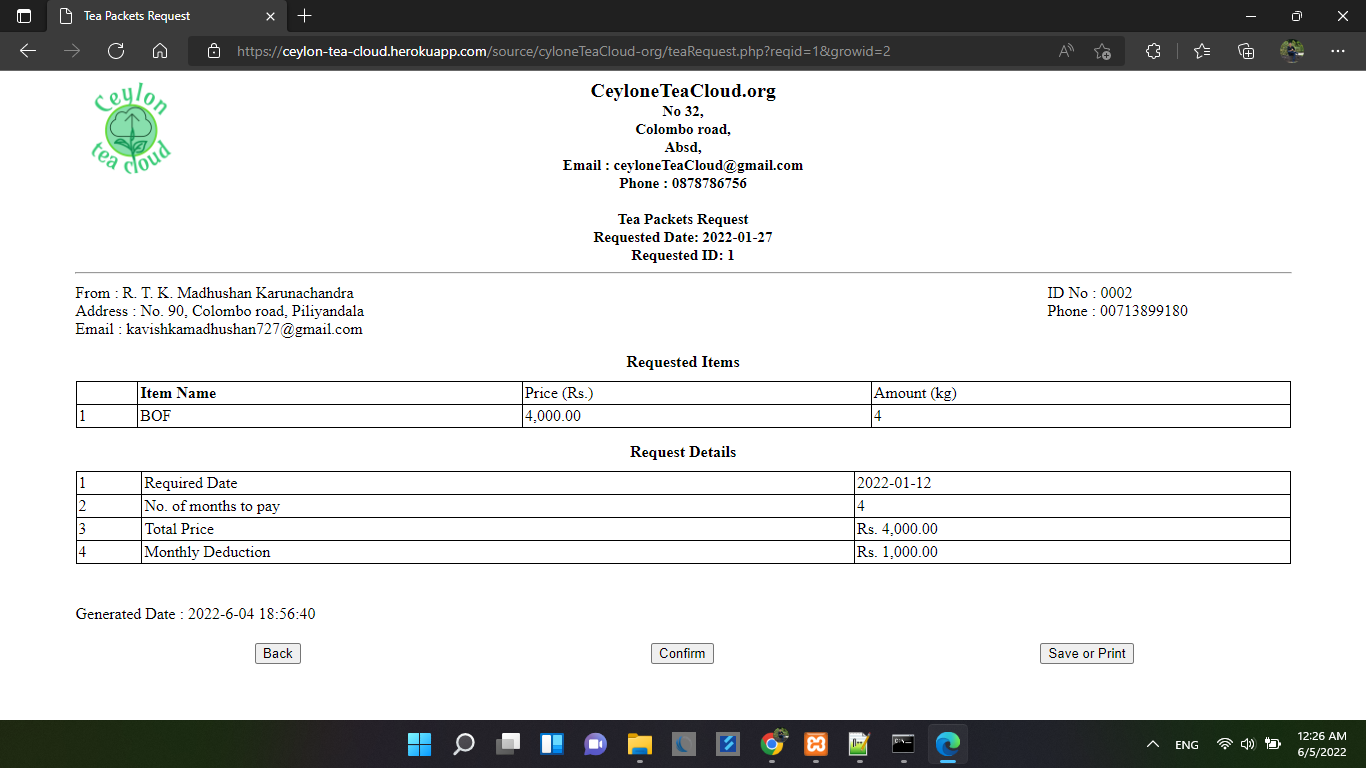 Tea Packets Request
https://ceylon-tea-cloud.herokuapp.com/source/cyloneTeaCloud-org/teaRequest.php?reqid=1&growid=2
Ceylon
tea cloud
CeyloneTeaCloud.org
No 32,
Colombo road,
Absd,
Email : ceyloneTeaCloud@gmail.com
Phone : 0878786756
Tea Packets Request
Requested Date: 2022-01-27
Requested ID: 1
From : R. T. K. Madhushan Karunachandra ID No : 0002
Address : No. 90, Colombo road, Piliyandala Phone : 00713899180
Email : kavishkamadhushan727@gmail.com
Requested Items
Item Name Price (Rs.) Amount (kg)
1 BOF 4,000.00 4
Request Details
1 Required Date 2022-01-12
2 No. of months to pay 4
3 Total Price Rs. 4,000.00
4 Monthly Deduction Rs. 1,000.00
Generated Date : 2022-6-04 18:56:40
Back Confirm Save or Print
ENG 12:26 AM
6/5/2022